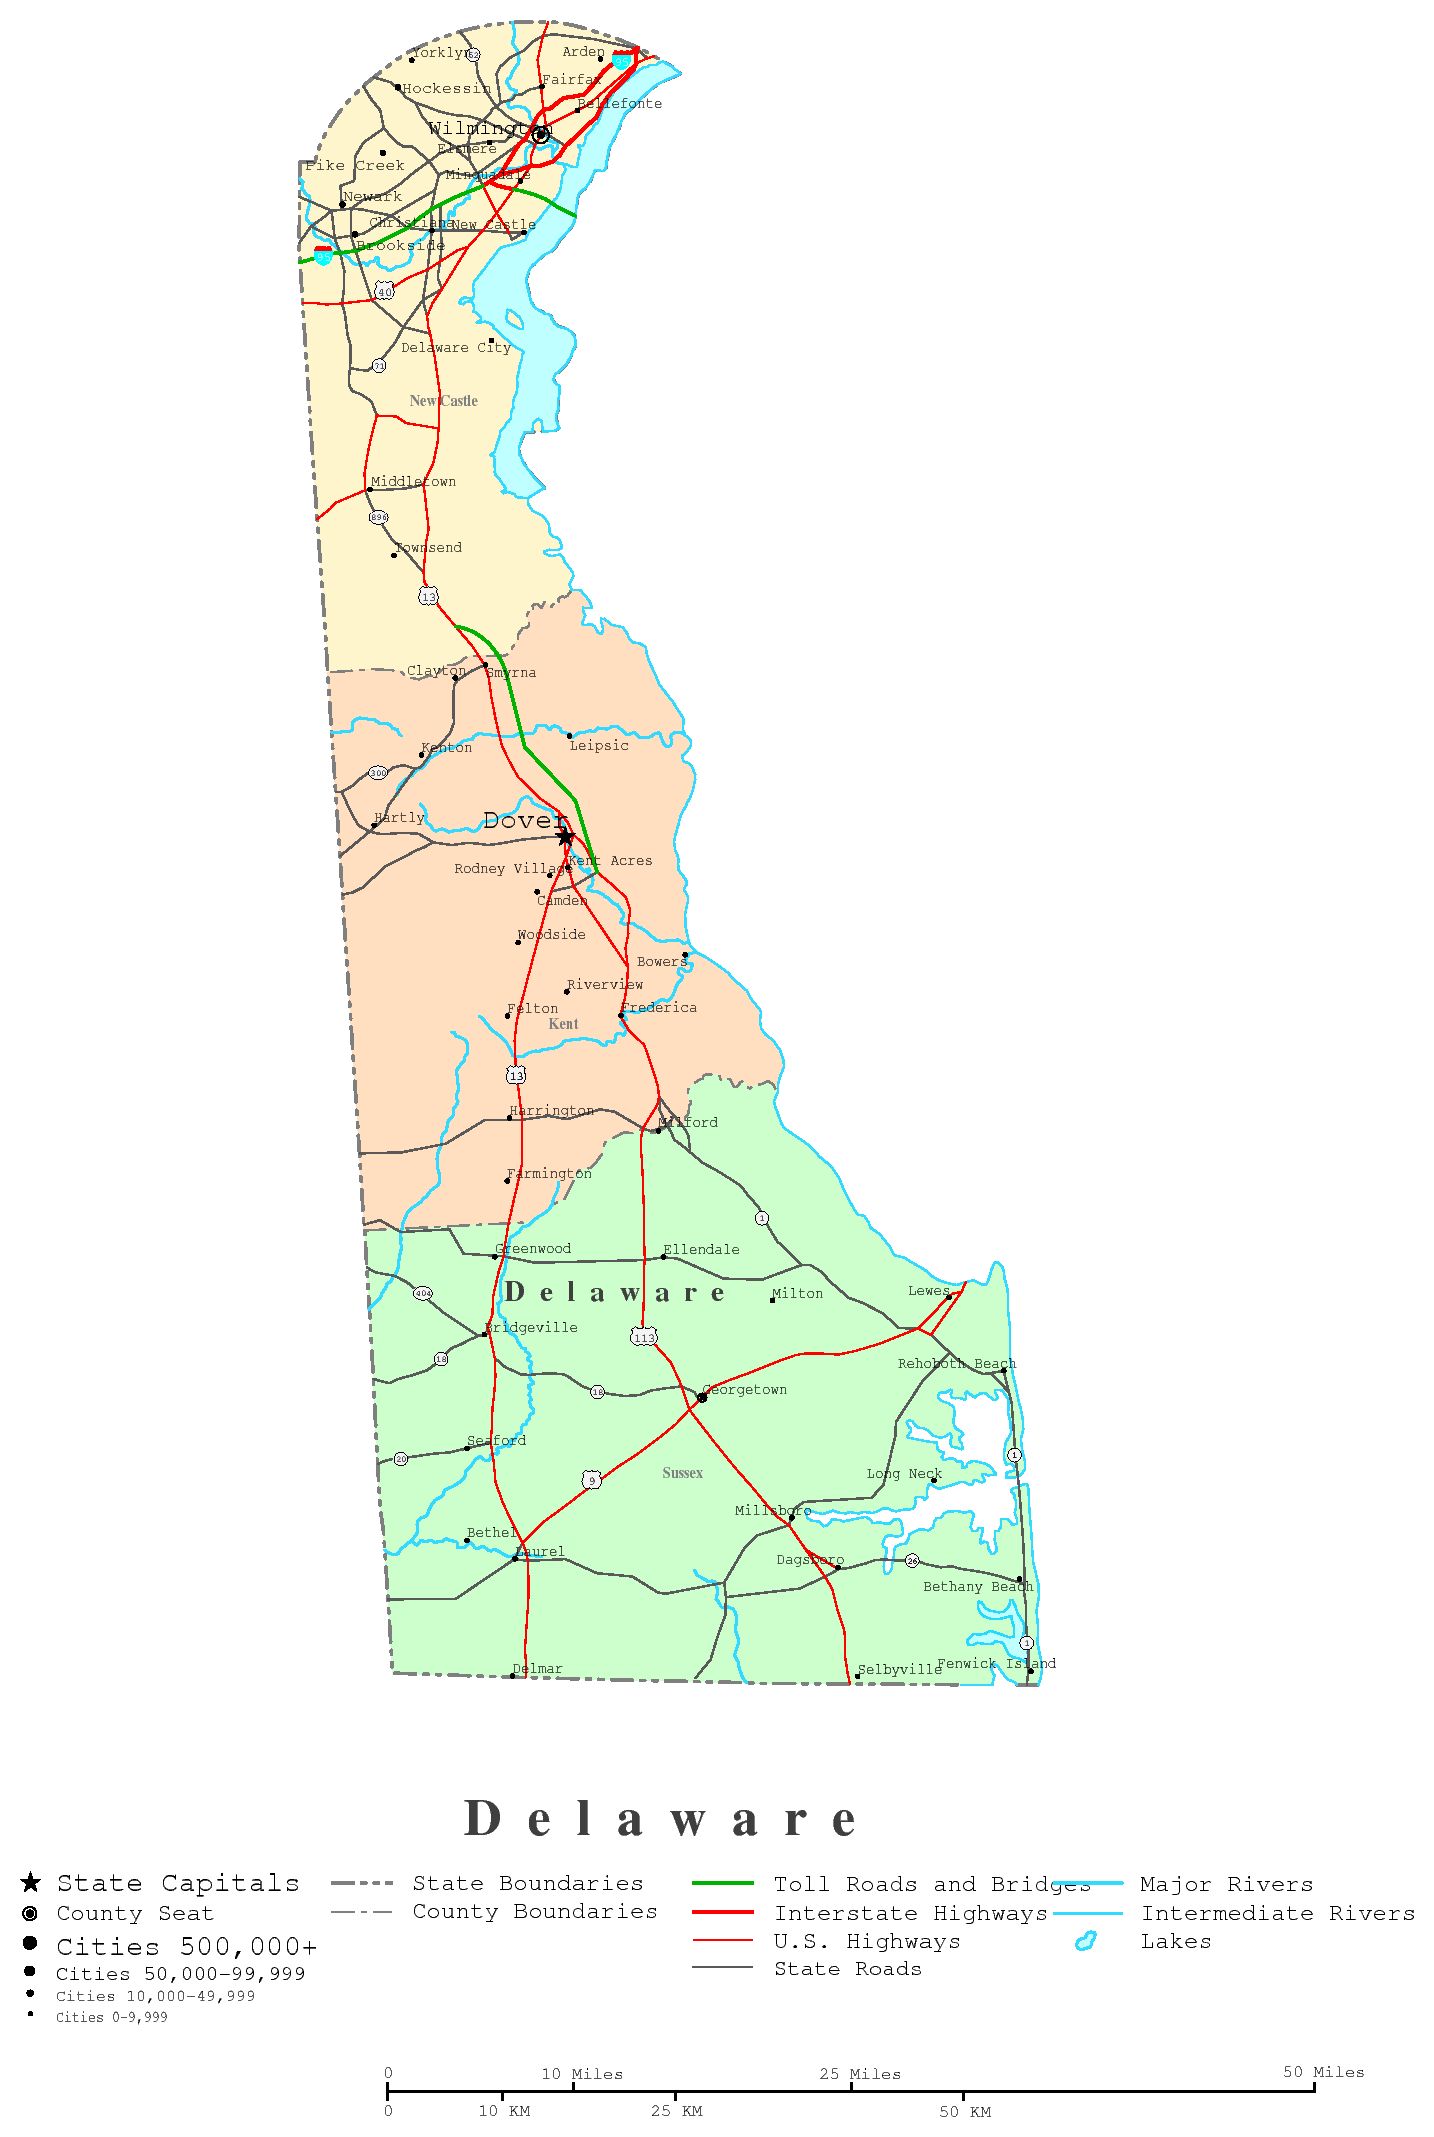 Yorklyn
62
Arden
95
Hockessin
Fairfax
Bellefonte
Wilmington
Elsmere
Pike Creek
Minquadale
Newark
Christiana
New Castle
Brookside
95
40
Delaware City
71
New Castle
Middletown
896
Townsend
13
Clayton
Smyrna
Kenton
Leipsic
300
Hartly
Dover
Rodney Village
Kent Acres
Camden
Woodside
Bowers
Riverview
Felton
Frederica
Kent
13
Harrington
Milford
Farmington
1
Greenwood
Ellendale
Delaware
404
Milton
Lewes
Bridgeville
113
18
Rehoboth Beach
18
Georgetown
Seaford
20
1
Sussex
Long Neck
9
Millsboro
Bethel
Laurel
Dagsboro
26
Bethany Beach
1
Delmar
Selbyville
Fenwick Island
Delaware
State Capitals
County Seat
Cities 500,000+
Cities 50,000-99,999
Cities 10,000-49,999
Cities 0-9,999
State Boundaries
County Boundaries
Toll Roads and Bridges
Interstate Highways
U.S. Highways
State Roads
Major Rivers
Intermediate Rivers
Lakes
0 10 Miles 25 Miles 50 Miles
0 10 KM 25 KM 50 KM